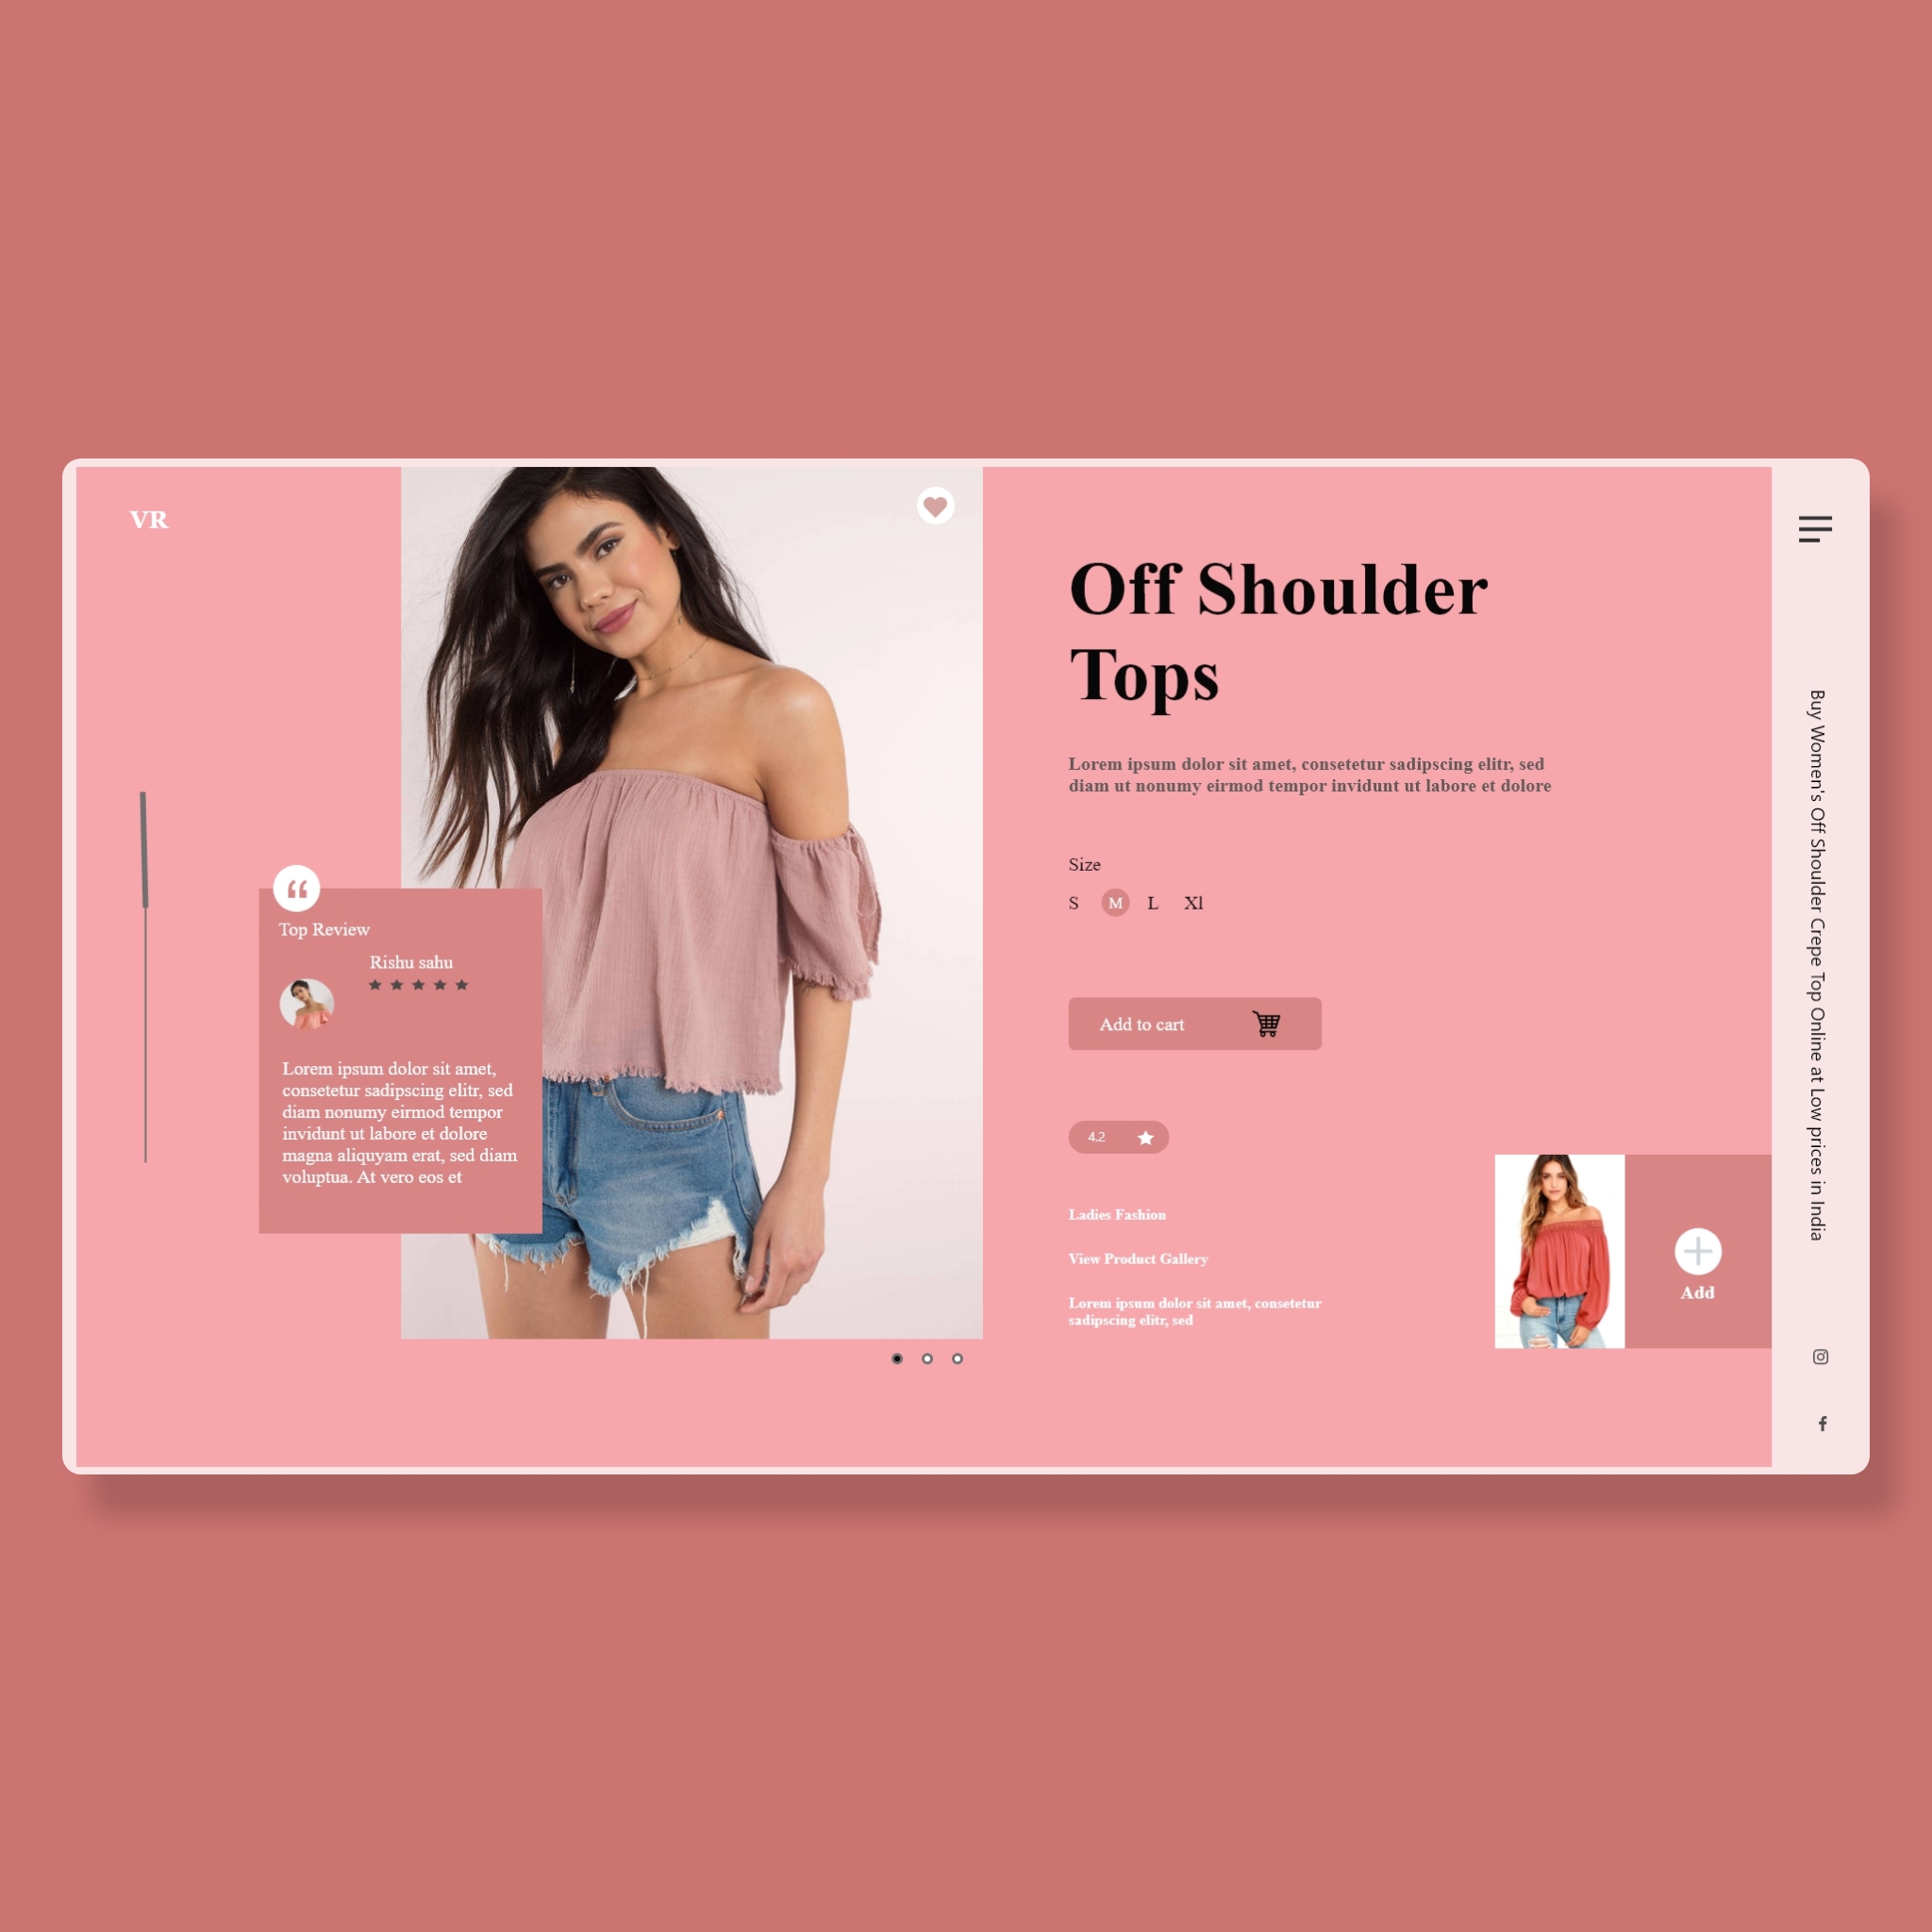 VR
Off Shoulder
Tops
Lorem ipsum dolor sit amet, consetetur sadipscing elitr, sed
diam ut nonumy eirmod tempor invidunt ut labore et dolore
Size
S M L Xl
Add to cart
4.2
Ladies Fashion
View Product Gallery
Lorem ipsum dolor sit amet, consetetur
sadipscing elitr, sed
Top Review
Rishu sahu
Lorem ipsum dolor sit amet,
consetetur sadipscing elitr, sed
diam nonumy eirmod tempor
invidunt ut labore et dolore
magna aliquyam erat, sed diam
voluptua. At vero eos et
Add
Buy Women's Off Shoulder Crepe Top Online at Low prices in India